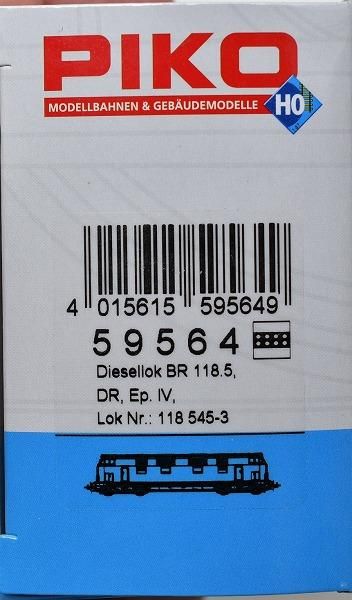 PIKO
MODELLBAHNEN & GEBÄUDEMODELLE
HO
4 015615 595649
59564
Diesellok BR 118.5,
DR, Ep. IV,
Lok Nr.: 118 545-3